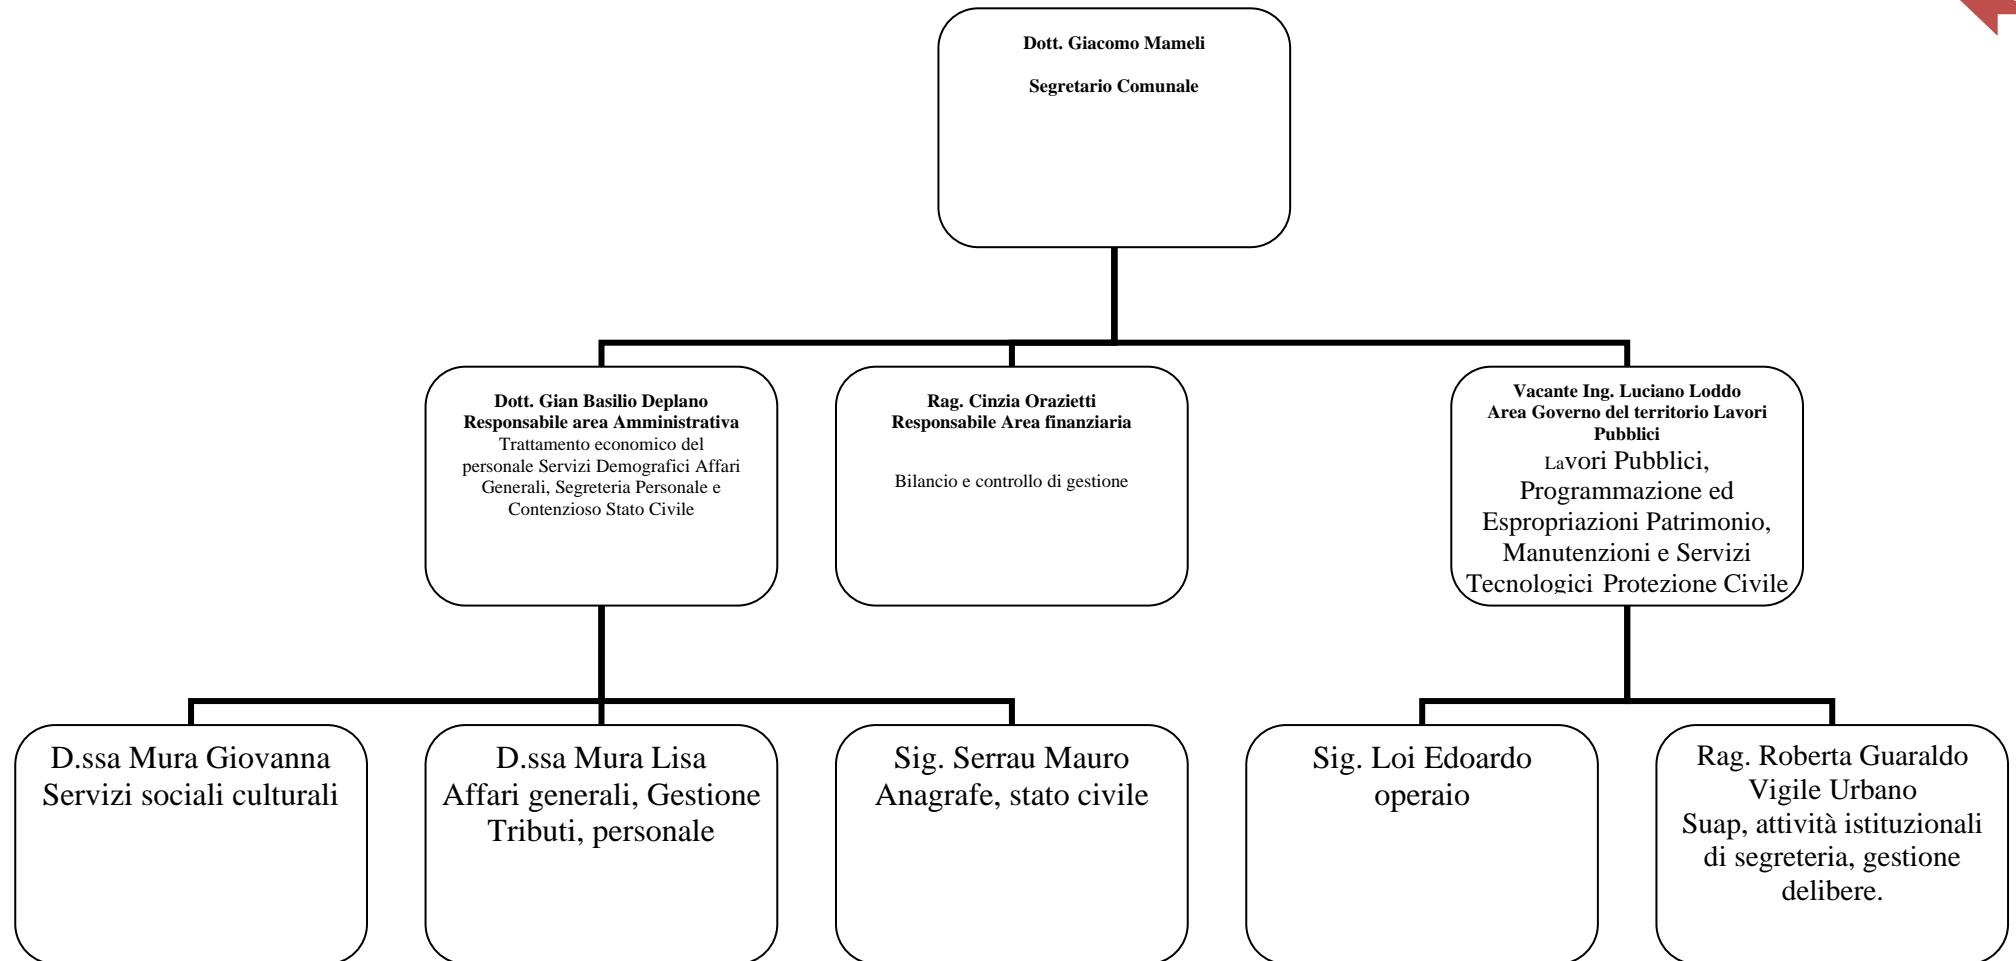 Dott. Giacomo Mameli
Segretario Comunale
Dott. Gian Basilio Deplano
Responsabile area Amministrativa
Trattamento economico del
personale Servizi Demografici Affari
Generali, Segreteria Personale e
Contenzioso Stato Civile
Rag. Cinzia Orazietti
Responsabile Area finanziaria
Bilancio e controllo di gestione
Vacante Ing. Luciano Loddo
Area Governo del territorio Lavori
Pubblici
Lavori Pubblici,
Programmazione ed
Espropriazioni Patrimonio,
Manutenzioni e Servizi
Tecnologici Protezione Civile
D.ssa Mura Giovanna
Servizi sociali culturali
D.ssa Mura Lisa
Affari generali, Gestione
Tributi, personale
Sig. Serrau Mauro
Anagrafe, stato civile
Sig. Loi Edoardo
operaio
Rag. Roberta Guaraldo
Vigile Urbano
Suap, attività istituzionali
di segreteria, gestione
delibere.